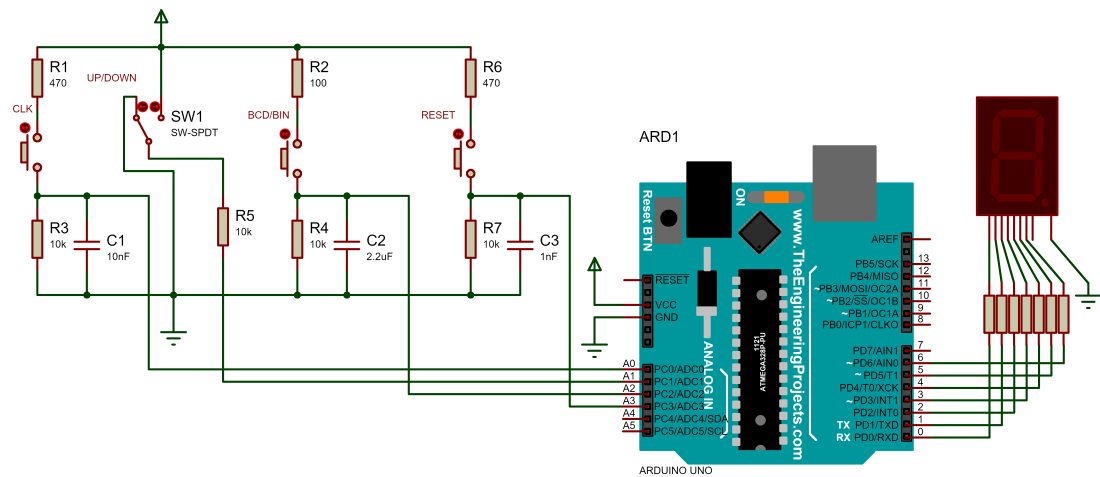 R1
470
UP/DOWN
CLK
SW1
SW-SPDT
R2
100
BCD/BIN
R6
470
RESET
R3
10k
C1
10nF
R5
10k
R4
10k
C2
2.2uF
R7
10k
C3
1nF
ARD1
Reset BTN
ON
www.TheEngineeringProjects.com
ANALOG IN
1121
ATMEGA328P-PU
RESET
VCC
GND
A0 PC0/ADC0
A1 PC1/ADC1
A2 PC2/ADC2
A3 PC3/ADC3
A4 PC4/ADC4/SDA
A5 PC5/ADC5/SCL
AREF
PB5/SCK 13
PB4/MISO 12
~PB3/MOSI/OC2A 11
~PB2/SS/OC1B 10
~PB1/OC1A 9
PB0/ICP1/CLKO 8
PD7/AIN1 7
~PD6/AIN0 6
~PD5/T1 5
PD4/T0/XCK 4
~PD3/INT1 3
PD2/INT0 2
TX PD1/TXD 1
RX PD0/RXD 0
ARDUINO UNO